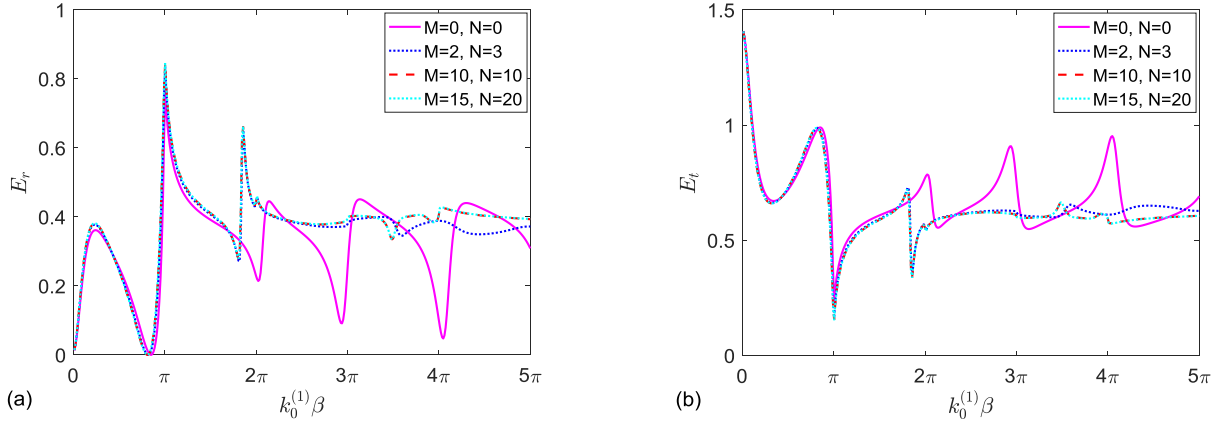 1
0.8
0.6
0.4
0.2
0
E_r
0 π 2π 3π 4π 5π
k_0^{(1)}β
M=0, N=0
M=2, N=3
M=10, N=10
M=15, N=20
(a)
1.5
1
0.5
0
E_t
0 π 2π 3π 4π 5π
k_0^{(1)}β
M=0, N=0
M=2, N=3
M=10, N=10
M=15, N=20
(b)